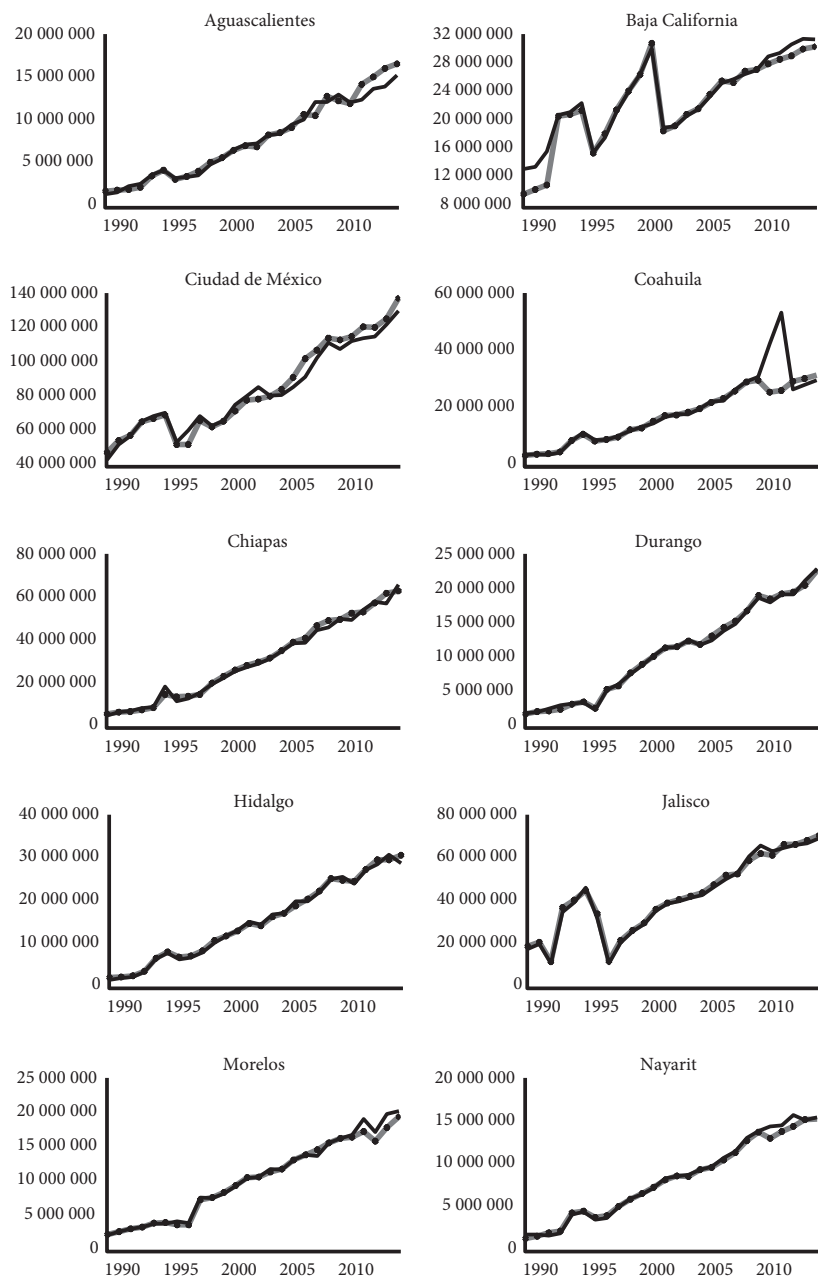 Aguascalientes
20 000 000
15 000 000
10 000 000
5 000 000
0
1990 1995 2000 2005 2010
Baja California
32 000 000
28 000 000
24 000 000
20 000 000
16 000 000
12 000 000
8 000 000
1990 1995 2000 2005 2010
Ciudad de México
140 000 000
120 000 000
100 000 000
80 000 000
60 000 000
40 000 000
1990 1995 2000 2005 2010
Coahuila
60 000 000
40 000 000
20 000 000
0
1990 1995 2000 2005 2010
Chiapas
80 000 000
60 000 000
40 000 000
20 000 000
0
1990 1995 2000 2005 2010
Durango
25 000 000
20 000 000
15 000 000
10 000 000
5 000 000
0
1990 1995 2000 2005 2010
Hidalgo
40 000 000
30 000 000
20 000 000
10 000 000
0
1990 1995 2000 2005 2010
Jalisco
80 000 000
60 000 000
40 000 000
20 000 000
0
1990 1995 2000 2005 2010
Morelos
25 000 000
20 000 000
15 000 000
10 000 000
5 000 000
0
1990 1995 2000 2005 2010
Nayarit
20 000 000
15 000 000
10 000 000
5 000 000
0
1990 1995 2000 2005 2010